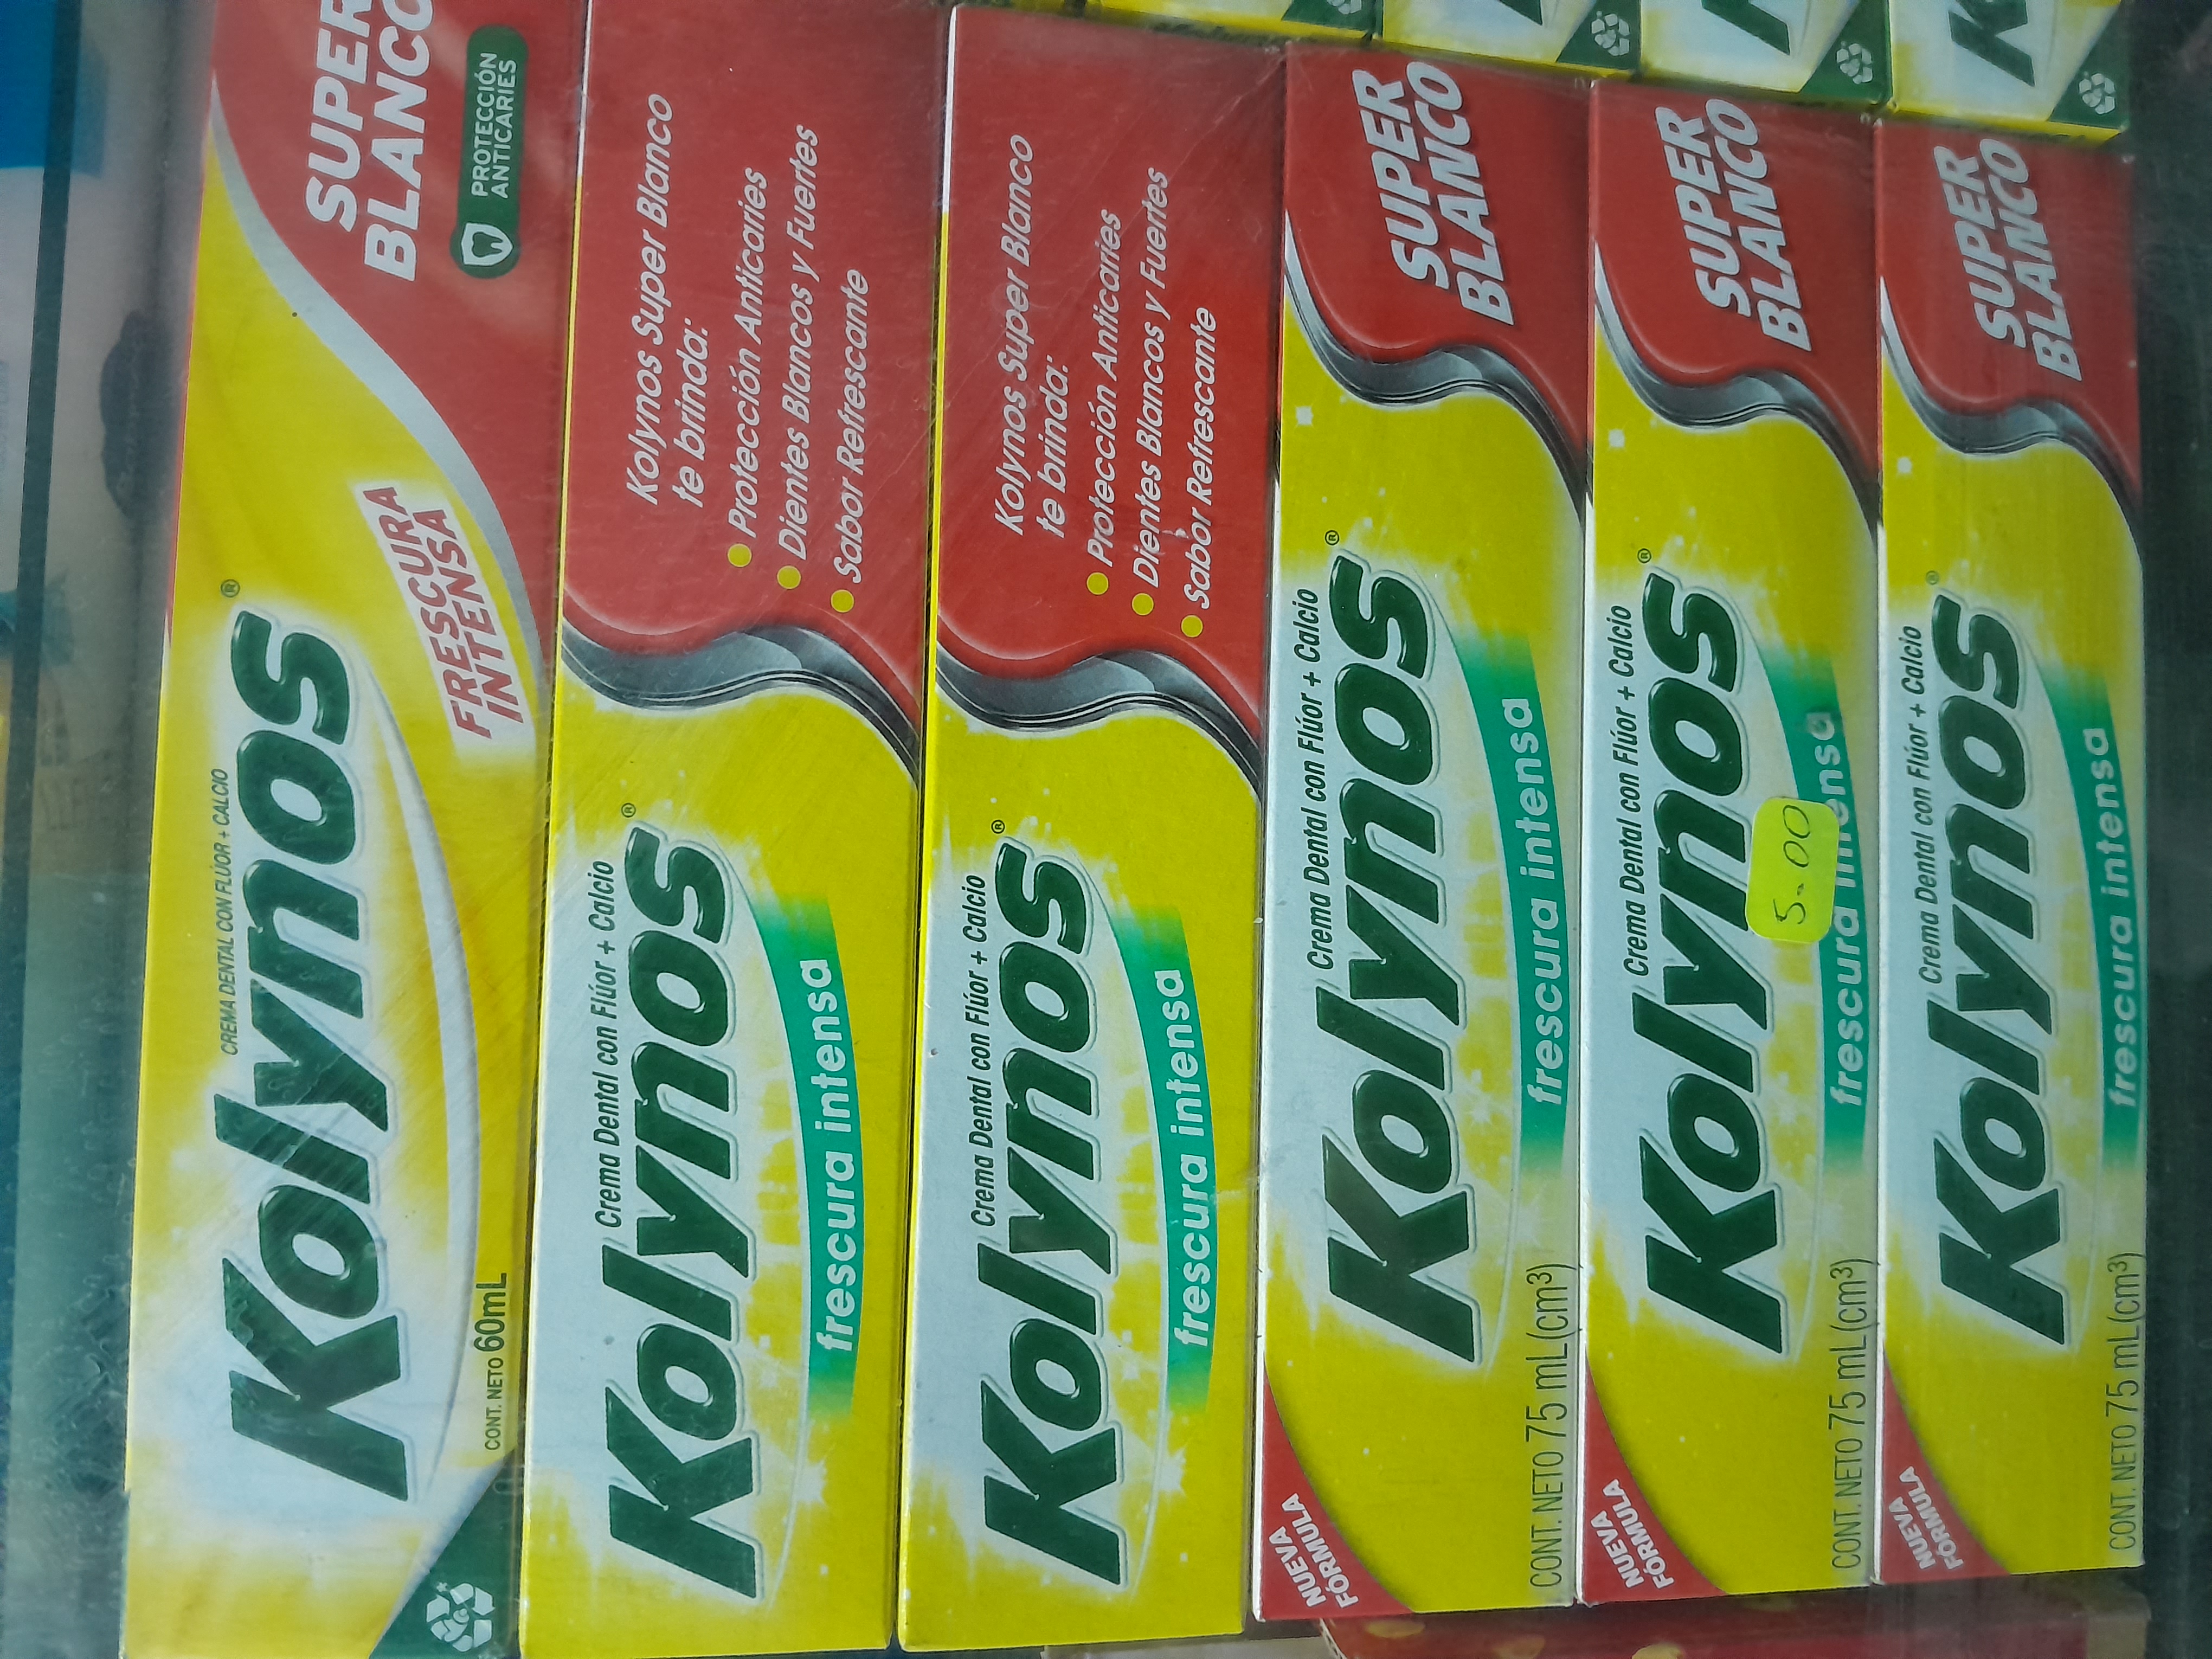 CREMA DENTAL CON FLÚOR + CALCIO
Kolynos®
FRESCURA
INTENSA
SUPER
BLANCO
PROTECCIÓN
ANTICARIES
CONT. NETO 60mL
Crema Dental con Flúor + Calcio
Kolynos®
frescura intensa
Kolynos Super Blanco
te brinda:
Protección Anticaries
Dientes Blancos y Fuertes
Sabor Refrescante
Crema Dental con Flúor + Calcio
Kolynos®
frescura intensa
Kolynos Super Blanco
te brinda:
Protección Anticaries
Dientes Blancos y Fuertes
Sabor Refrescante
NUEVA
FÓRMULA
Crema Dental con Flúor + Calcio
Kolynos®
frescura intensa
CONT. NETO 75 mL(cm³)
SUPER
BLANCO
NUEVA
FÓRMULA
Crema Dental con Flúor + Calcio
Kolynos®
5.00
frescura intensa
CONT. NETO 75 mL(cm³)
SUPER
BLANCO
NUEVA
FÓRMULA
Crema Dental con Flúor + Calcio
Kolynos®
frescura intensa
CONT. NETO 75 mL(cm³)
SUPER
BLANCO